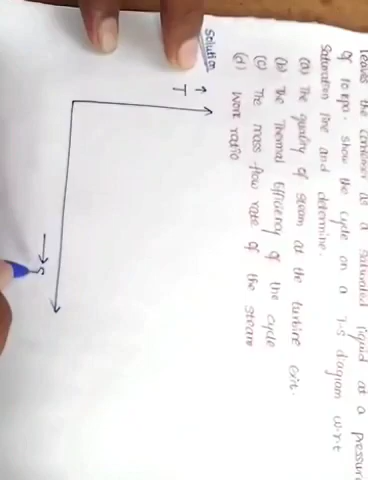 leaves the condenser as a saturated liquid at a pressure
of 10 kpa. show the cycle on a T-s diagram w.r.t
saturation line and determine.
(a) The quality of steam at the turbine exit.
(b) The Thermal Efficiency of the cycle
(c) The mass flow rate of the steam
(d) Work ratio
Solution
T
s